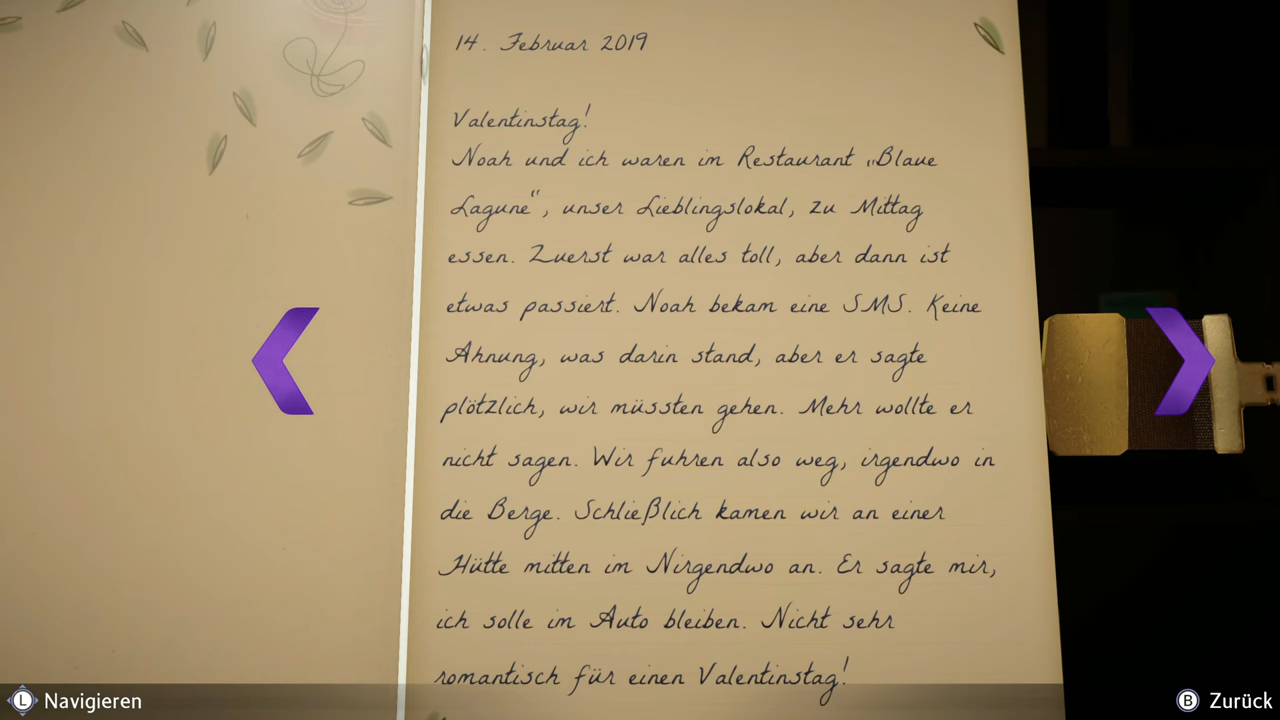 14. Februar 2019
Valentinstag!
Noah und ich waren im Restaurant „Blaue
Lagune“, unser Lieblingslokal, zu Mittag
essen. Zuerst war alles toll, aber dann ist
etwas passiert. Noah bekam eine SMS. Keine
Ahnung, was darin stand, aber er sagte
plötzlich, wir müssten gehen. Mehr wollte er
nicht sagen. Wir fuhren also weg, irgendwo in
die Berge. Schließlich kamen wir an einer
Hütte mitten im Nirgendwo an. Er sagte mir,
ich solle im Auto bleiben. Nicht sehr
romantisch für einen Valentinstag!
L Navigieren
B Zurück